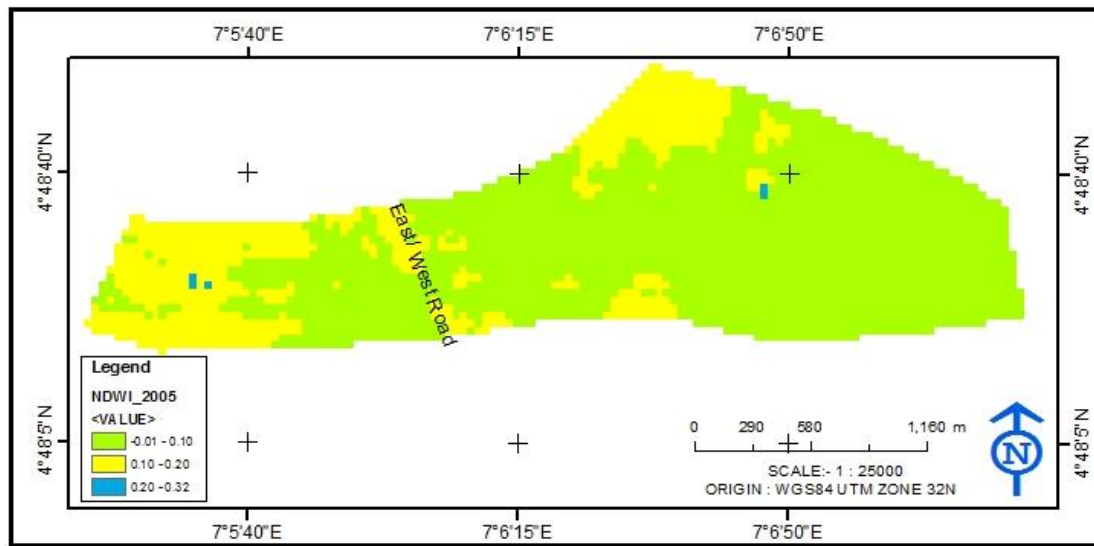 7°5'40"E 7°6'15"E 7°6'50"E
4°48'40"N 4°48'40"N
East/ West Road
Legend
NDWI_2005
<VALUE>
-0.01 - 0.10
0.10 - 0.20
0.20 - 0.32
4°48'5"N 4°48'5"N
0 290 580 1,160 m
SCALE:- 1 : 25000
ORIGIN : WGS84 UTM ZONE 32N
N
7°5'40"E 7°6'15"E 7°6'50"E